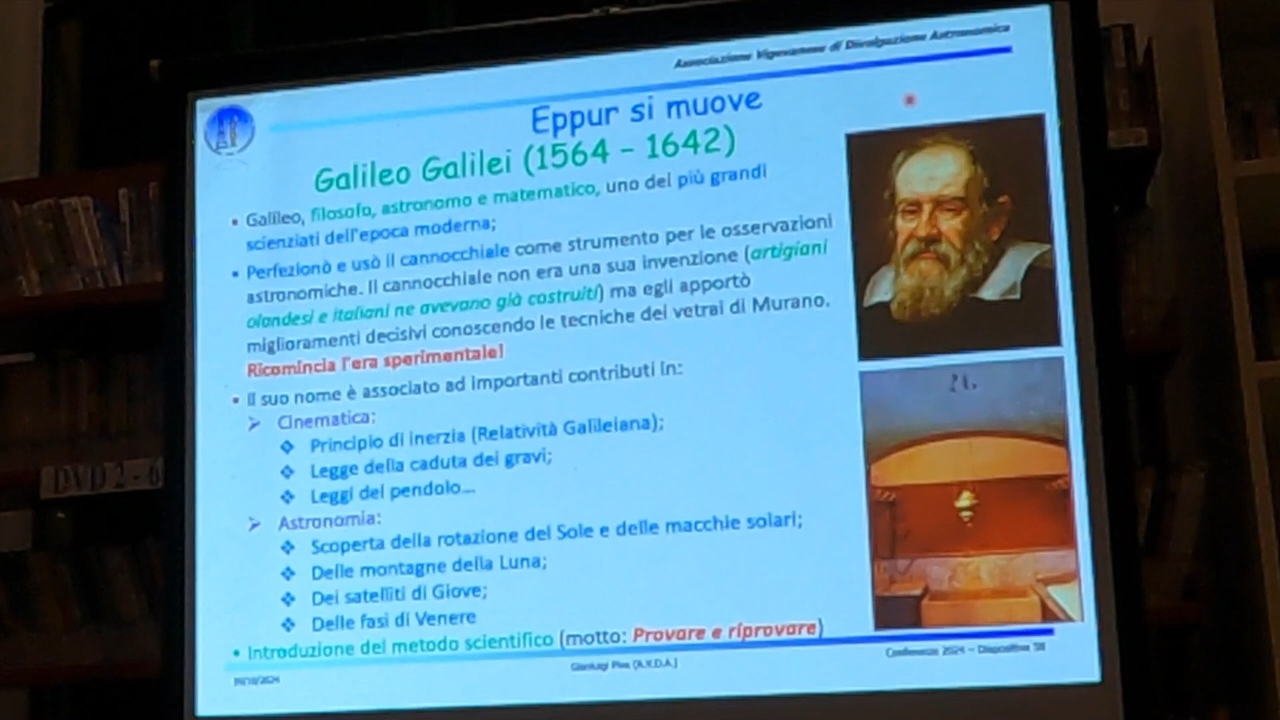 Associazione Vigevanese di Divulgazione Astronomica
Eppur si muove
Galileo Galilei (1564 – 1642)
• Galileo, filosofo, astronomo e matematico, uno dei più grandi
scienziati dell'epoca moderna;
• Perfezionò e usò il cannocchiale come strumento per le osservazioni
astronomiche. Il cannocchiale non era una sua invenzione (artigiani
olandesi e italiani ne avevano già costruiti) ma egli apportò
miglioramenti decisivi conoscendo le tecniche dei vetrai di Murano.
Ricomincia l'era sperimentale!
• Il suo nome è associato ad importanti contributi in:
➢ Cinematica:
❖ Principio di inerzia (Relatività Galileiana);
❖ Legge della caduta dei gravi;
❖ Leggi del pendolo...
➢ Astronomia:
❖ Scoperta della rotazione del Sole e delle macchie solari;
❖ Delle montagne della Luna;
❖ Dei satelliti di Giove;
❖ Delle fasi di Venere
• Introduzione del metodo scientifico (motto: Provare e riprovare)
Gianluigi (A.V.D.A.)
Conferenze 2024 – Diapositiva
DVD 2 - 6